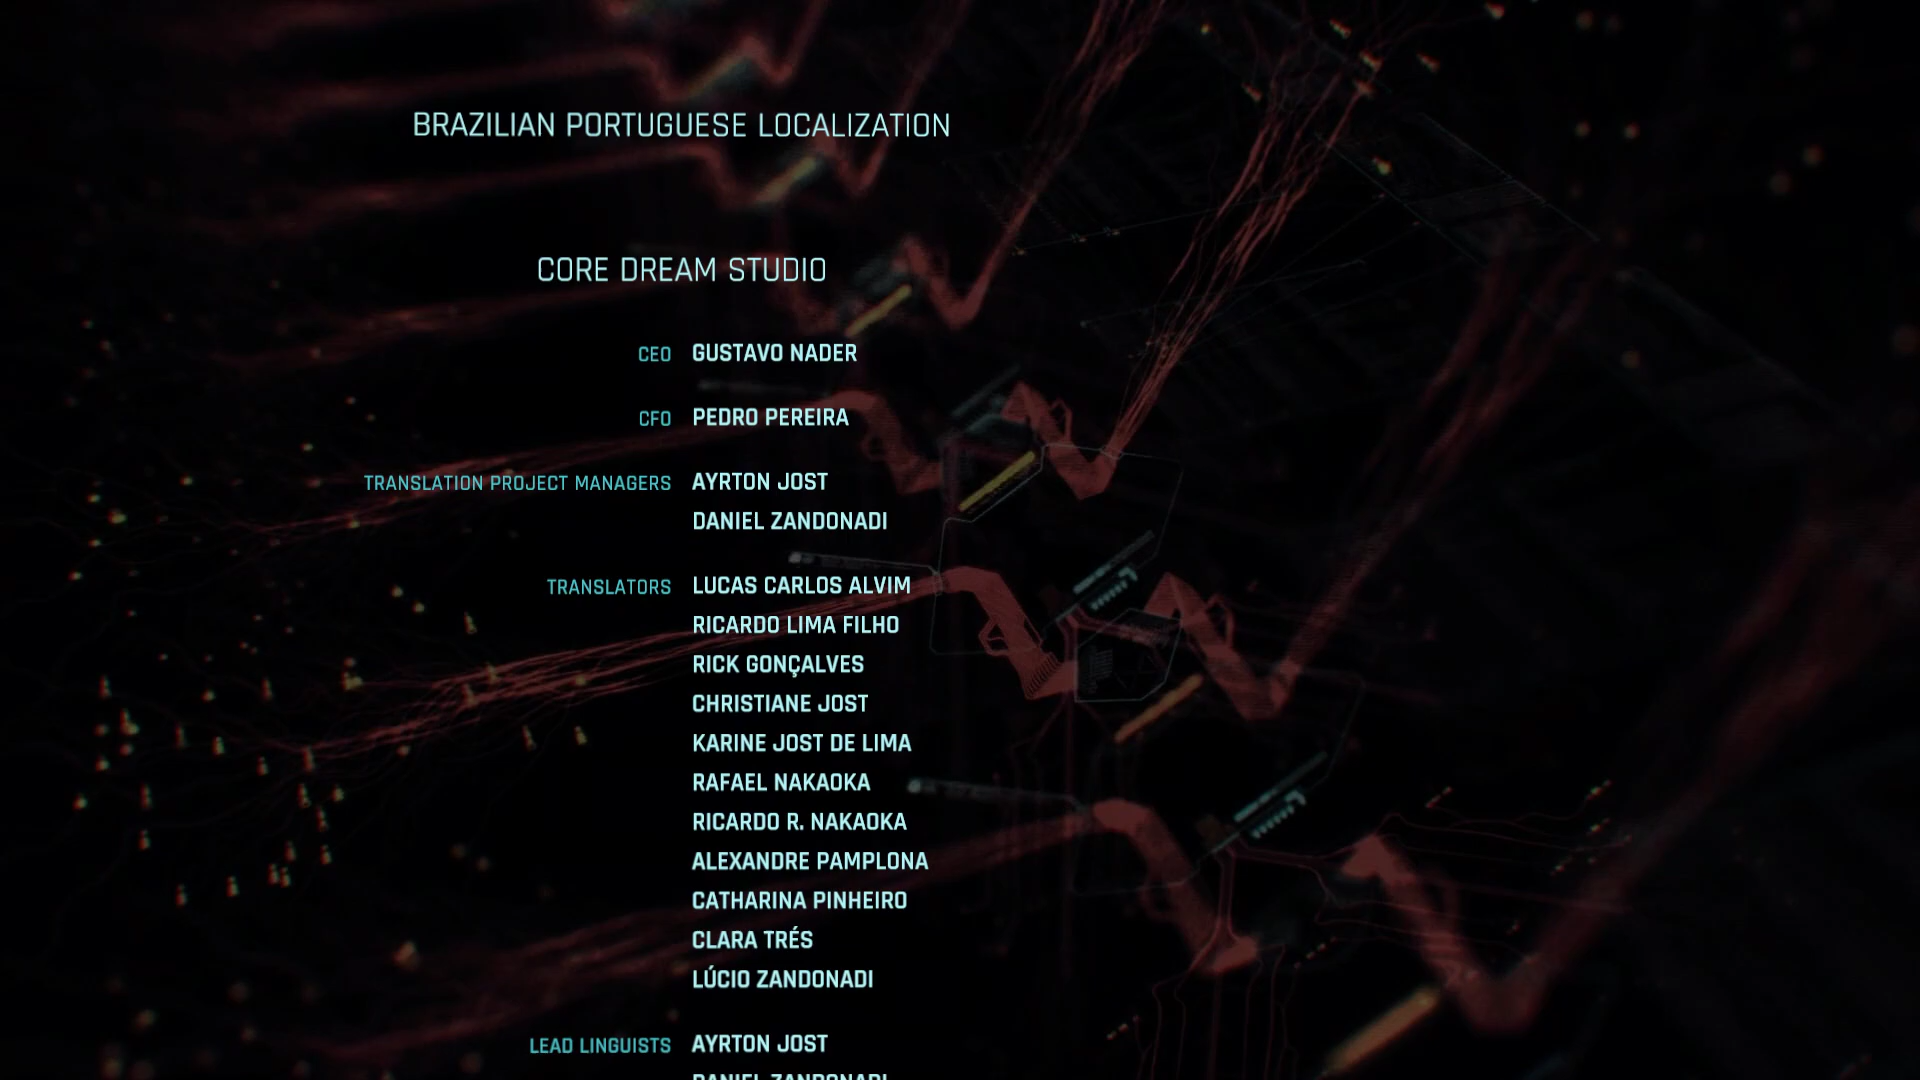 BRAZILIAN PORTUGUESE LOCALIZATION
CORE DREAM STUDIO
CEO GUSTAVO NADER
CFO PEDRO PEREIRA
TRANSLATION PROJECT MANAGERS AYRTON JOST
DANIEL ZANDONADI
TRANSLATORS LUCAS CARLOS ALVIM
RICARDO LIMA FILHO
RICK GONÇALVES
CHRISTIANE JOST
KARINE JOST DE LIMA
RAFAEL NAKAOKA
RICARDO R. NAKAOKA
ALEXANDRE PAMPLONA
CATHARINA PINHEIRO
CLARA TRÉS
LÚCIO ZANDONADI
LEAD LINGUISTS AYRTON JOST
DANIEL ZANDONADI